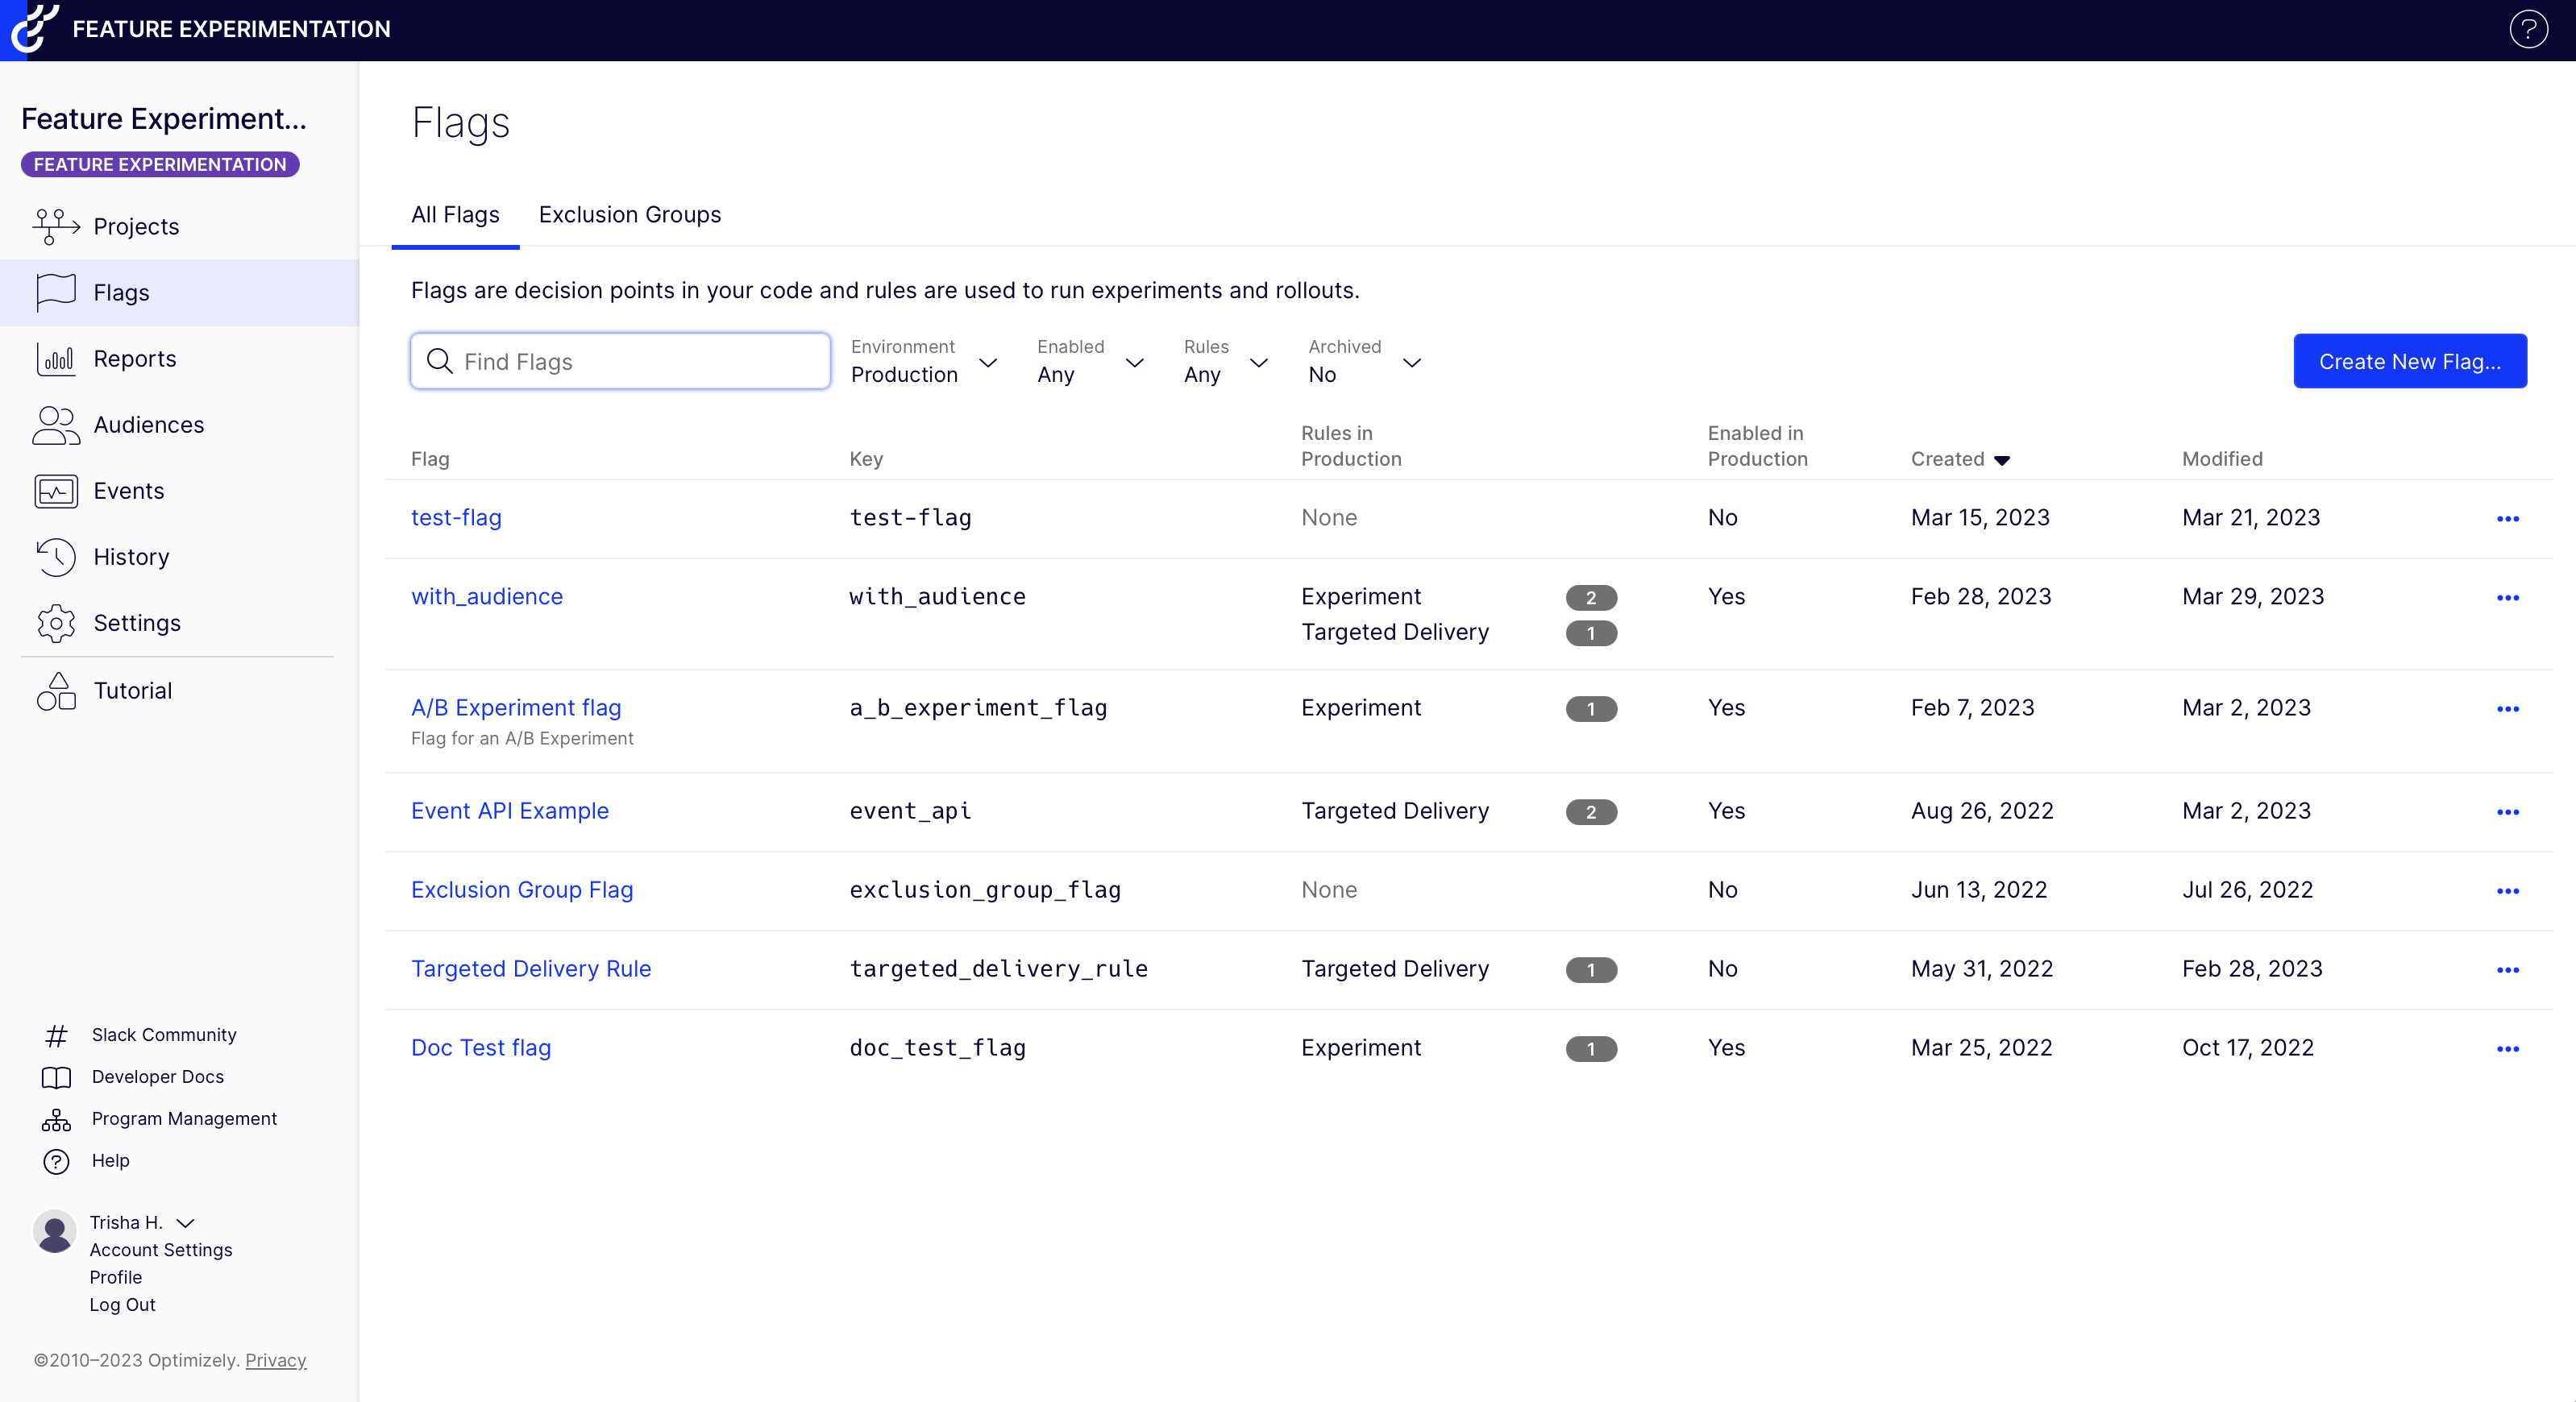 FEATURE EXPERIMENTATION
?
Feature Experiment...
FEATURE EXPERIMENTATION
Projects
Flags
Reports
Audiences
Events
History
Settings
Tutorial
Slack Community
Developer Docs
Program Management
Help
Trisha H.
Account Settings
Profile
Log Out
©2010–2023 Optimizely. Privacy
Flags
All Flags Exclusion Groups
Flags are decision points in your code and rules are used to run experiments and rollouts.
Find Flags
Environment
Production
Enabled
Any
Rules
Any
Archived
No
Create New Flag...
Flag Key Rules in Production Enabled in Production Created Modified
test-flag test-flag None No Mar 15, 2023 Mar 21, 2023
with_audience with_audience Experiment 2 Yes Feb 28, 2023 Mar 29, 2023
Targeted Delivery 1
A/B Experiment flag a_b_experiment_flag Experiment 1 Yes Feb 7, 2023 Mar 2, 2023
Flag for an A/B Experiment
Event API Example event_api Targeted Delivery 2 Yes Aug 26, 2022 Mar 2, 2023
Exclusion Group Flag exclusion_group_flag None No Jun 13, 2022 Jul 26, 2022
Targeted Delivery Rule targeted_delivery_rule Targeted Delivery 1 No May 31, 2022 Feb 28, 2023
Doc Test flag doc_test_flag Experiment 1 Yes Mar 25, 2022 Oct 17, 2022